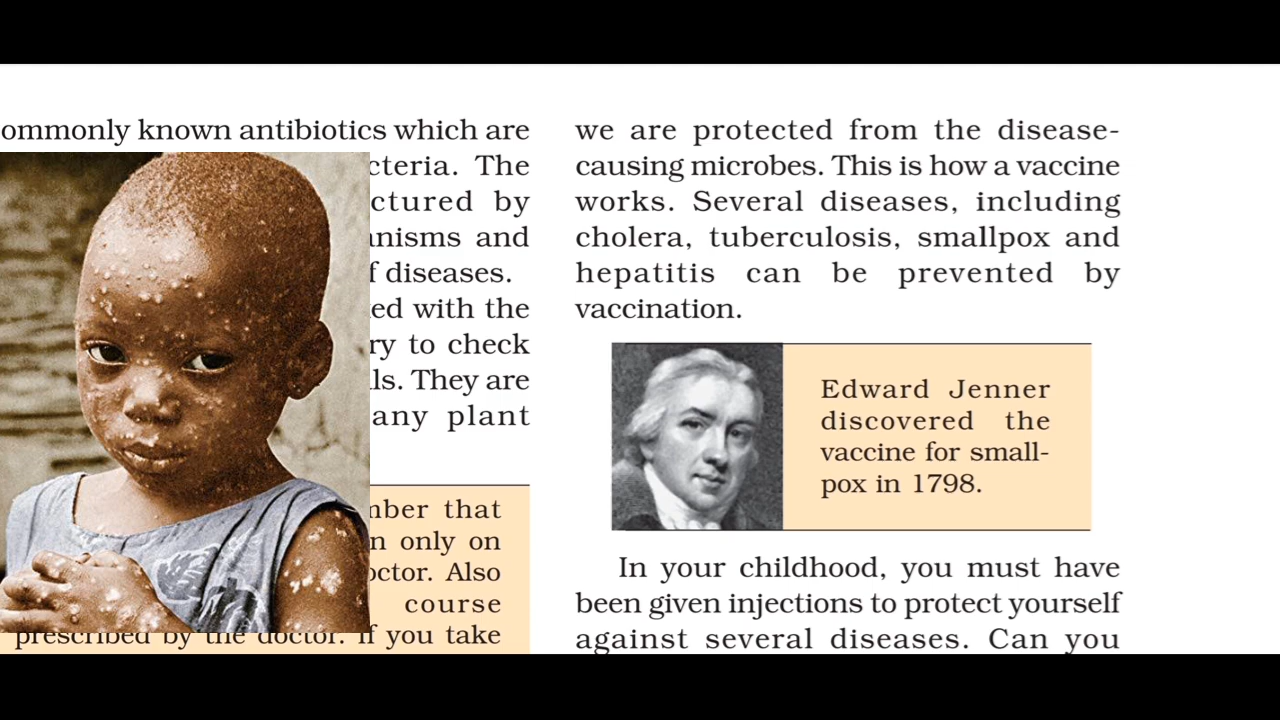 ommonly known antibiotics which are
cteria. The
ctured by
anisms and
f diseases.
ed with the
ry to check
ls. They are
any plant
mber that
n only on
octor. Also
course
prescribed by the doctor. If you take
we are protected from the disease-
causing microbes. This is how a vaccine
works. Several diseases, including
cholera, tuberculosis, smallpox and
hepatitis can be prevented by
vaccination.
Edward Jenner
discovered the
vaccine for small-
pox in 1798.
In your childhood, you must have
been given injections to protect yourself
against several diseases. Can you